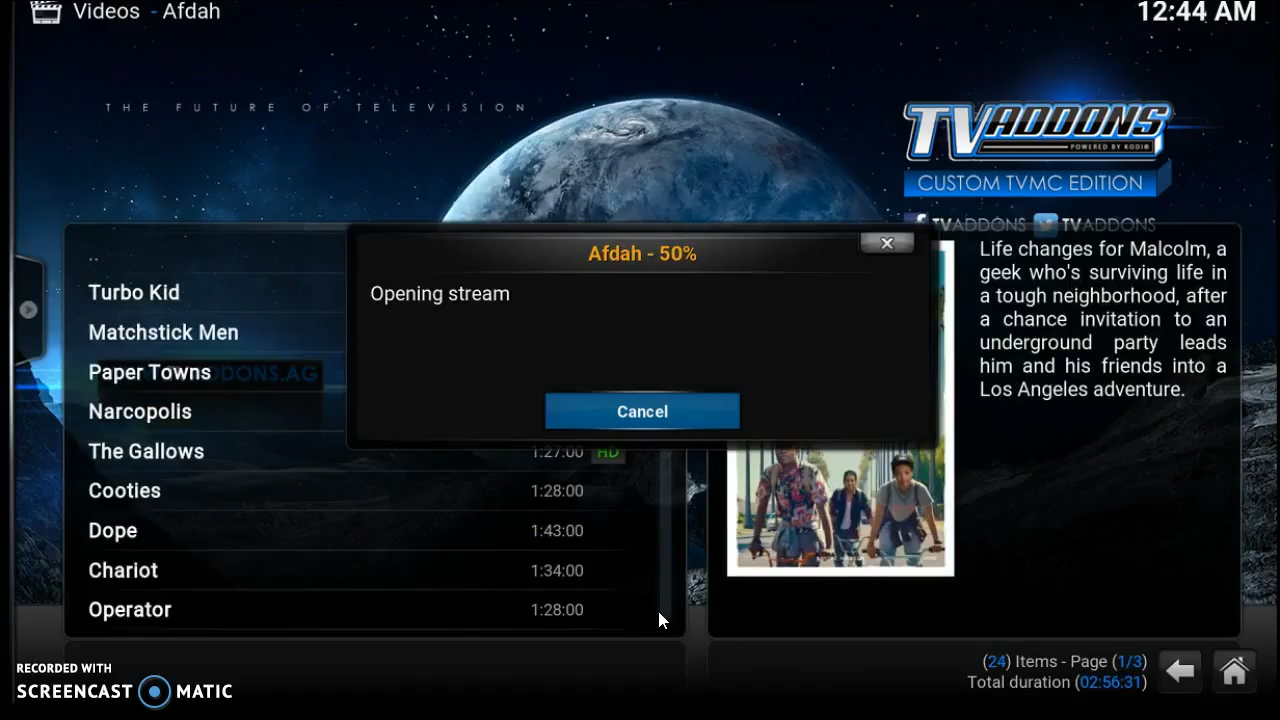 Videos - Afdah
12:44 AM
THE FUTURE OF TELEVISION
TVADDONS
POWERED BY KODI®
CUSTOM TVMC EDITION
TVADDONS TVADDONS
Afdah - 50%
Opening stream
Cancel
..
Turbo Kid
Matchstick Men
Paper Towns
Narcopolis
The Gallows 1:27:00 HD
Cooties 1:28:00
Dope 1:43:00
Chariot 1:34:00
Operator 1:28:00
Life changes for Malcolm, a
geek who's surviving life in
a tough neighborhood, after
a chance invitation to an
underground party leads
him and his friends into a
Los Angeles adventure.
(24) Items - Page (1/3)
Total duration (02:56:31)
RECORDED WITH
SCREENCAST MATIC